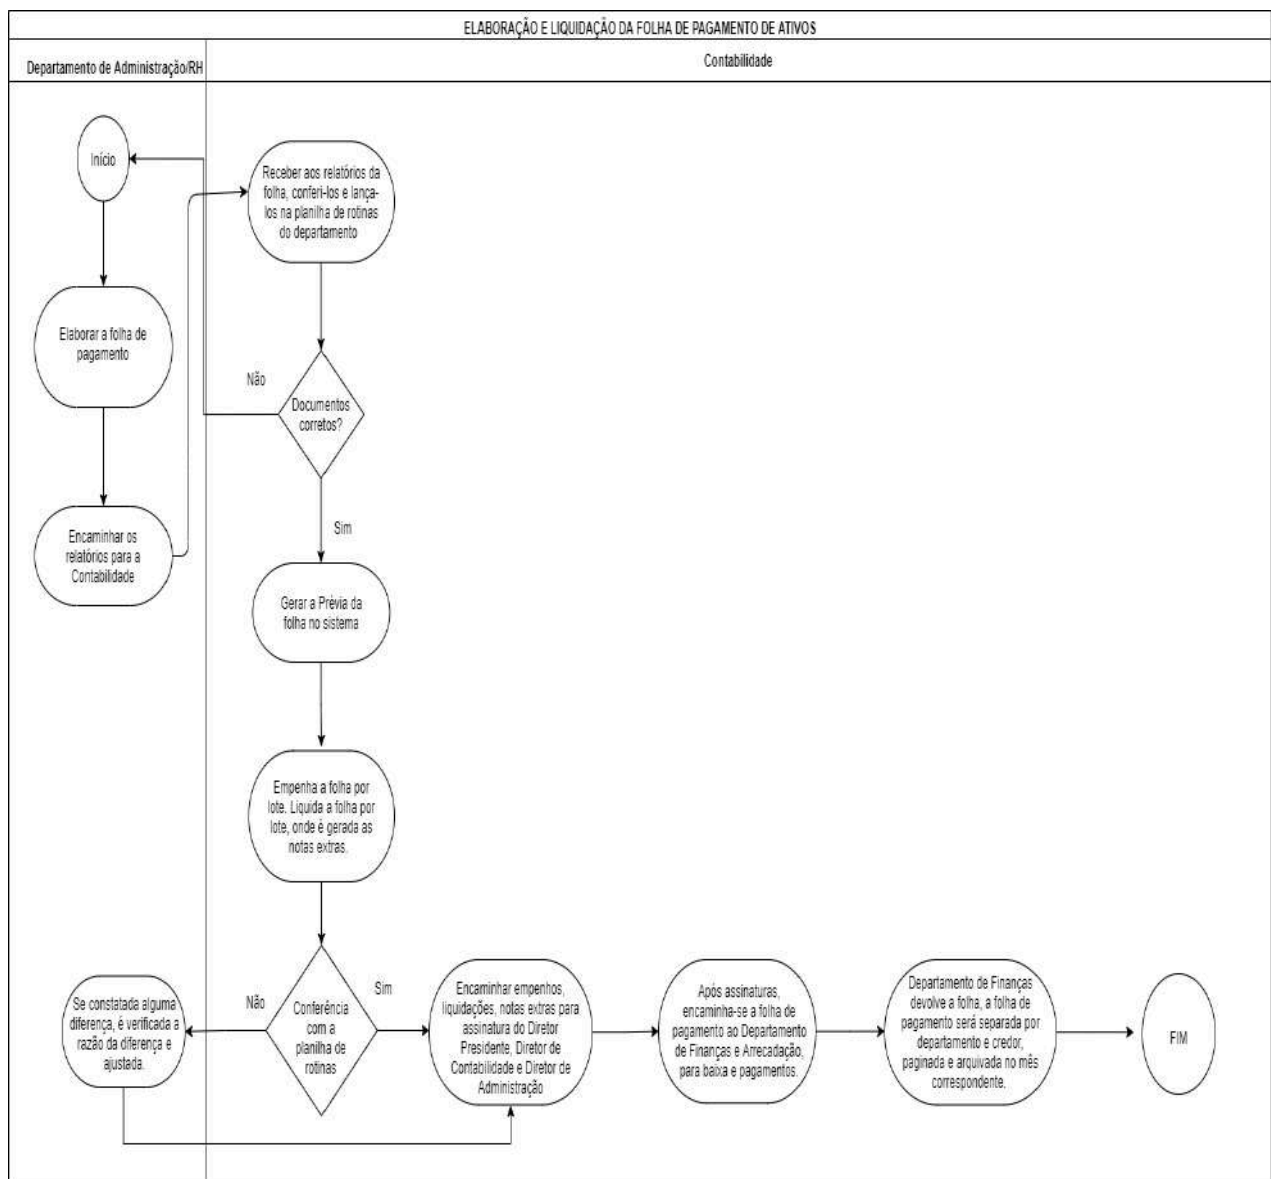 ELABORAÇÃO E LIQUIDAÇÃO DA FOLHA DE PAGAMENTO DE ATIVOS
Departamento de Administração/RH
Contabilidade
Início
Elaborar a folha de
pagamento
Encaminhar os
relatórios para a
Contabilidade
Receber aos relatórios da
folha, conferi-los e lança-
los na planilha de rotinas
do departamento
Não
Documentos
corretos?
Sim
Gerar a Prévia da
folha no sistema
Empenha a folha por
lote. Liquida a folha por
lote, onde é gerada as
notas extras.
Se constatada alguma
diferença, é verificada a
razão da diferença e
ajustada.
Não
Conferência
com a
planilha de
rotinas
Sim
Encaminhar empenhos,
liquidações, notas extras para
assinatura do Diretor
Presidente, Diretor de
Contabilidade e Diretor de
Administração
Após assinaturas,
encaminha-se a folha de
pagamento ao Departamento
de Finanças e Arrecadação,
para baixa e pagamentos.
Departamento de Finanças
devolve a folha, a folha de
pagamento será separada por
departamento e credor,
paginada e arquivada no mês
correspondente.
FIM